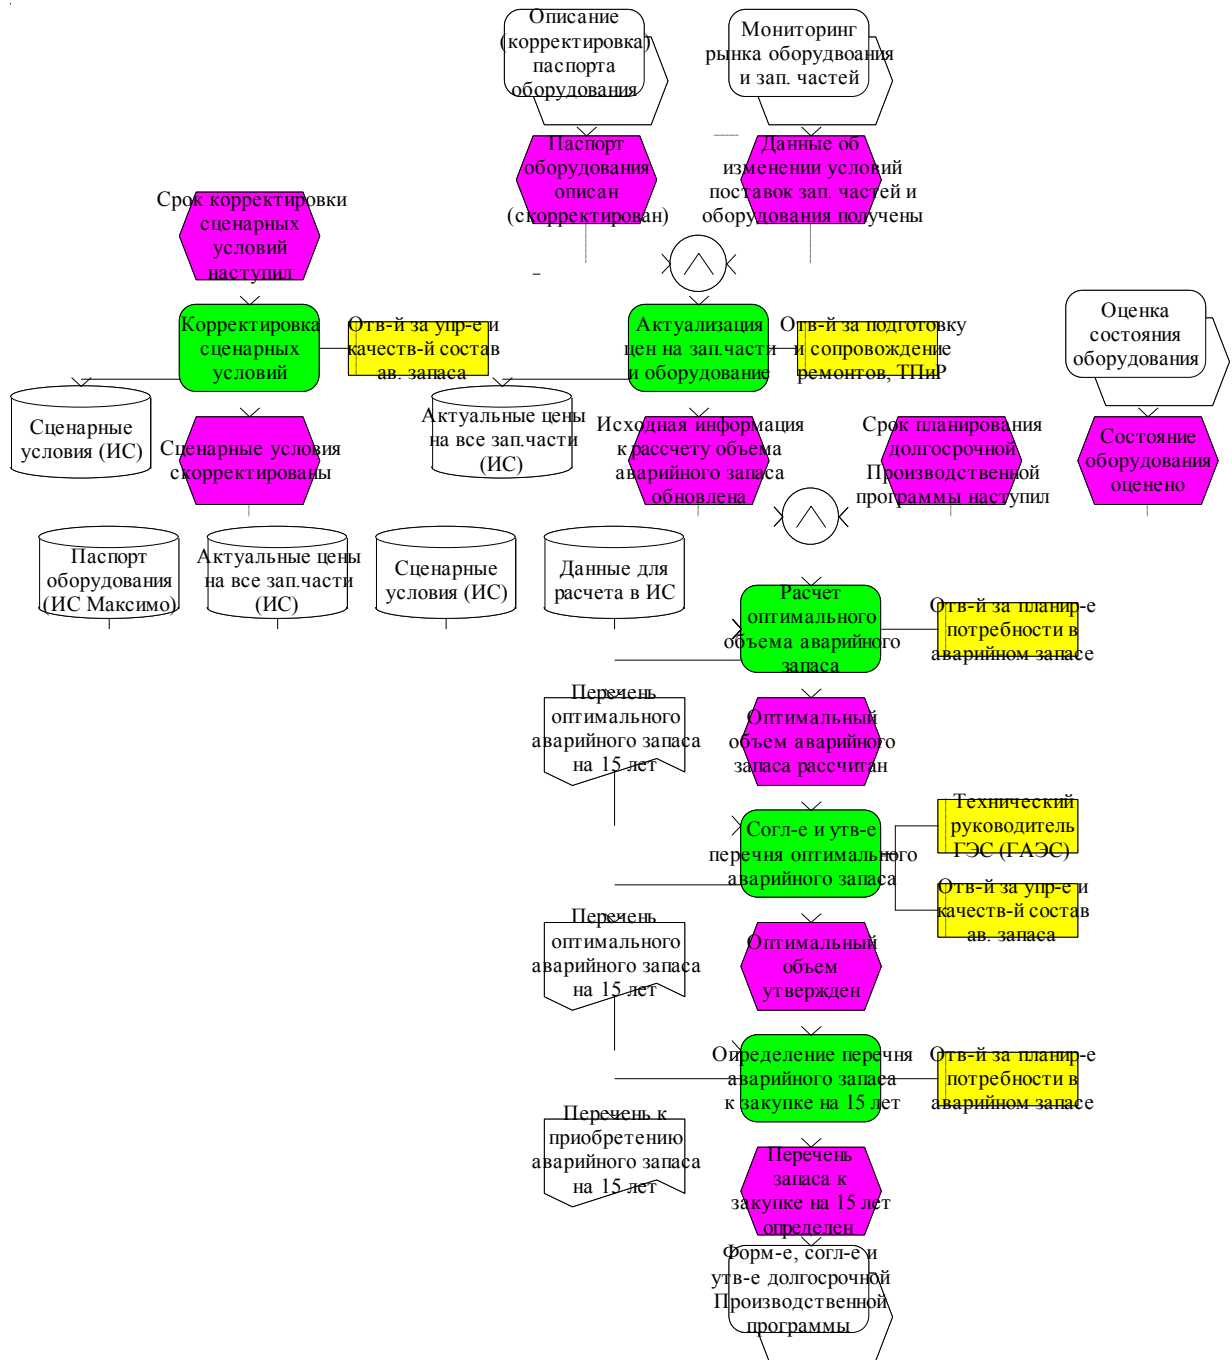 Описание
(корректировка)
паспорта
оборудования
Мониторинг
рынка оборудвоания
и зап. частей
Паспорт
оборудования
описан
(скорректирован)
Данные об
изменении условий
поставок зап. частей и
оборудования получены
Срок корректировки
сценарных
условий
наступил
Корректировка
сценарных
условий
Отв-й за упр-е и
качеств-й состав
ав. запаса
Актуализация
цен на зап.части
и оборудование
Отв-й за подготовку
и сопровождение
ремонтов, ТПиР
Оценка
состояния
оборудования
Сценарные
условия (ИС)
Сценарные условия
скорректированы
Актуальные цены
на все зап.части
(ИС)
Исходная информация
к рассчету объема
аварийного запаса
обновлена
Срок планирования
долгосрочной
Производственной
программы наступил
Состояние
оборудования
оценено
Паспорт
оборудования
(ИС Максимо)
Актуальные цены
на все зап.части
(ИС)
Сценарные
условия (ИС)
Данные для
расчета в ИС
Расчет
оптимального
объема аварийного
запаса
Отв-й за планир-е
потребности в
аварийном запасе
Перечень
оптимального
аварийного запаса
на 15 лет
Оптимальный
объем аварийного
запаса рассчитан
Согл-е и утв-е
перечня оптимального
аварийного запаса
Технический
руководитель
ГЭС (ГАЭС)
Отв-й за упр-е и
качеств-й состав
ав. запаса
Перечень
оптимального
аварийного запаса
на 15 лет
Оптимальный
объем
утвержден
Определение перечня
аварийного запаса
к закупке на 15 лет
Отв-й за планир-е
потребности в
аварийном запасе
Перечень к
приобретению
аварийного запаса
на 15 лет
Перечень
запаса к
закупке на 15 лет
определен
Форм-е, согл-е и
утв-е долгосрочной
Производственной
программы